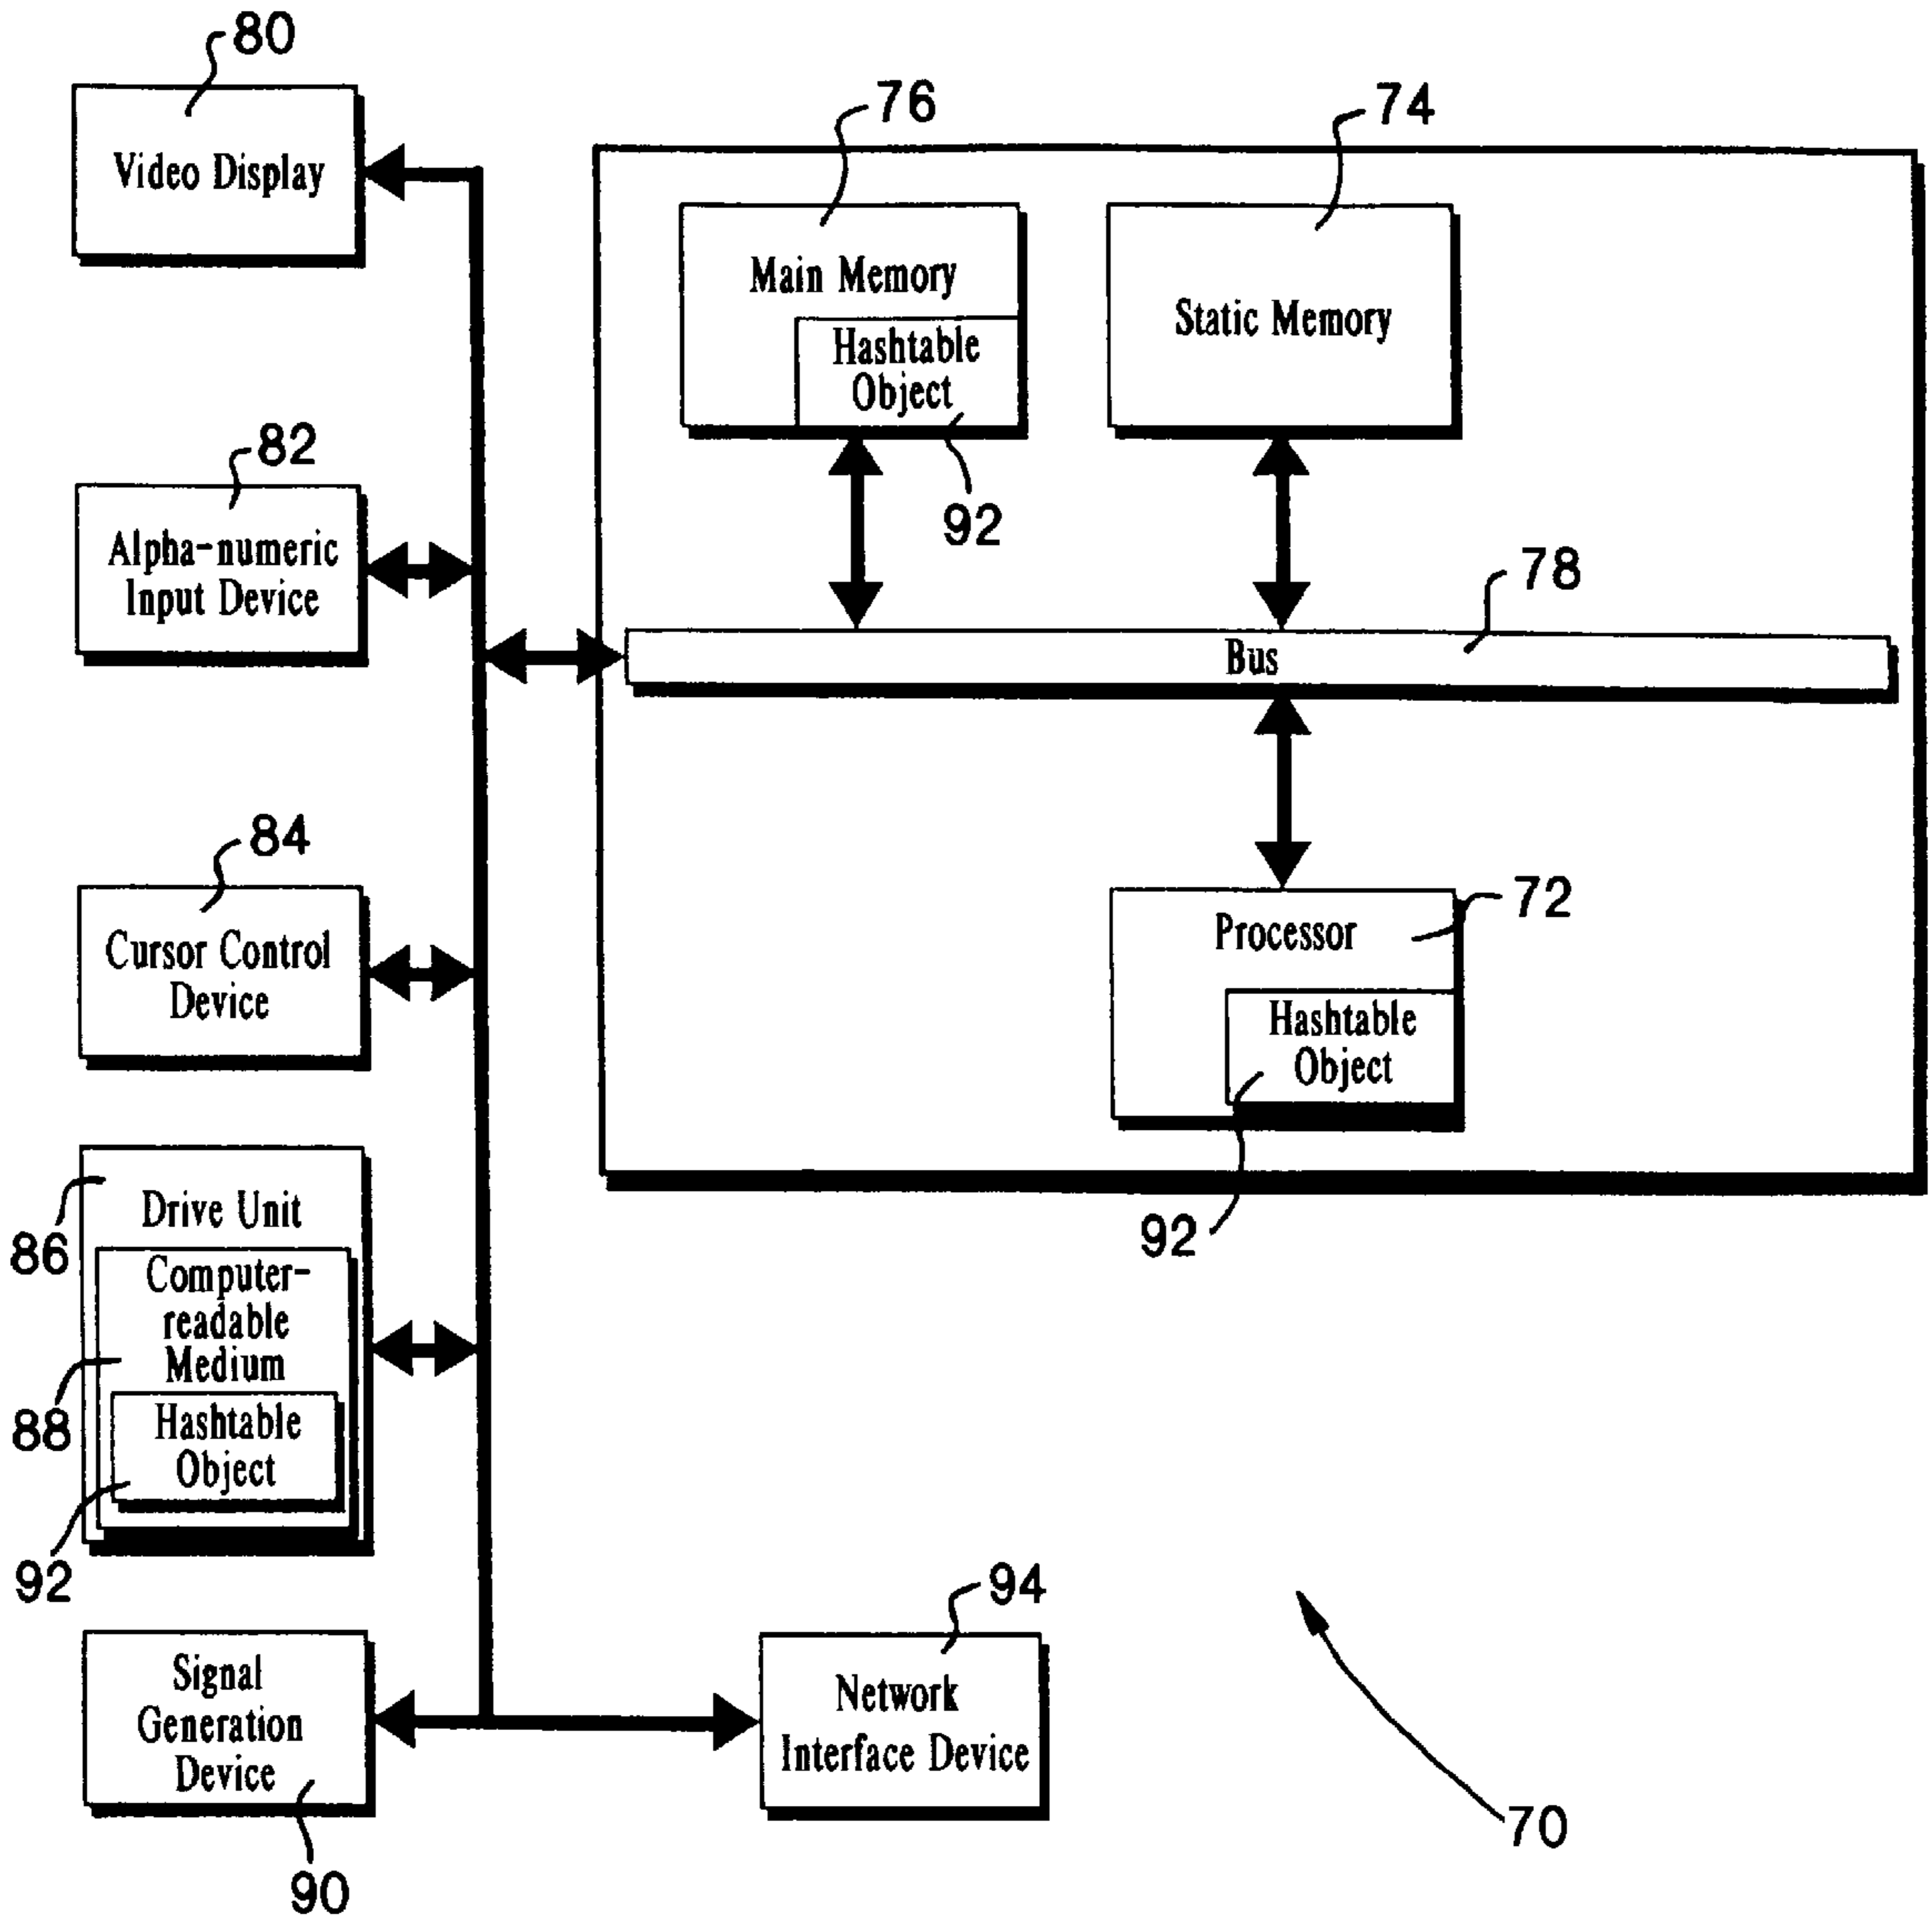 80
Video Display
82
Alpha-numeric
Input Device
84
Cursor Control
Device
86
Drive Unit
88
Computer-
readable
Medium
Hashtable
Object
92
Signal
Generation
Device
90
76
Main Memory
Hashtable
Object
92
74
Static Memory
78
Bus
72
Processor
Hashtable
Object
92
94
Network
Interface Device
70